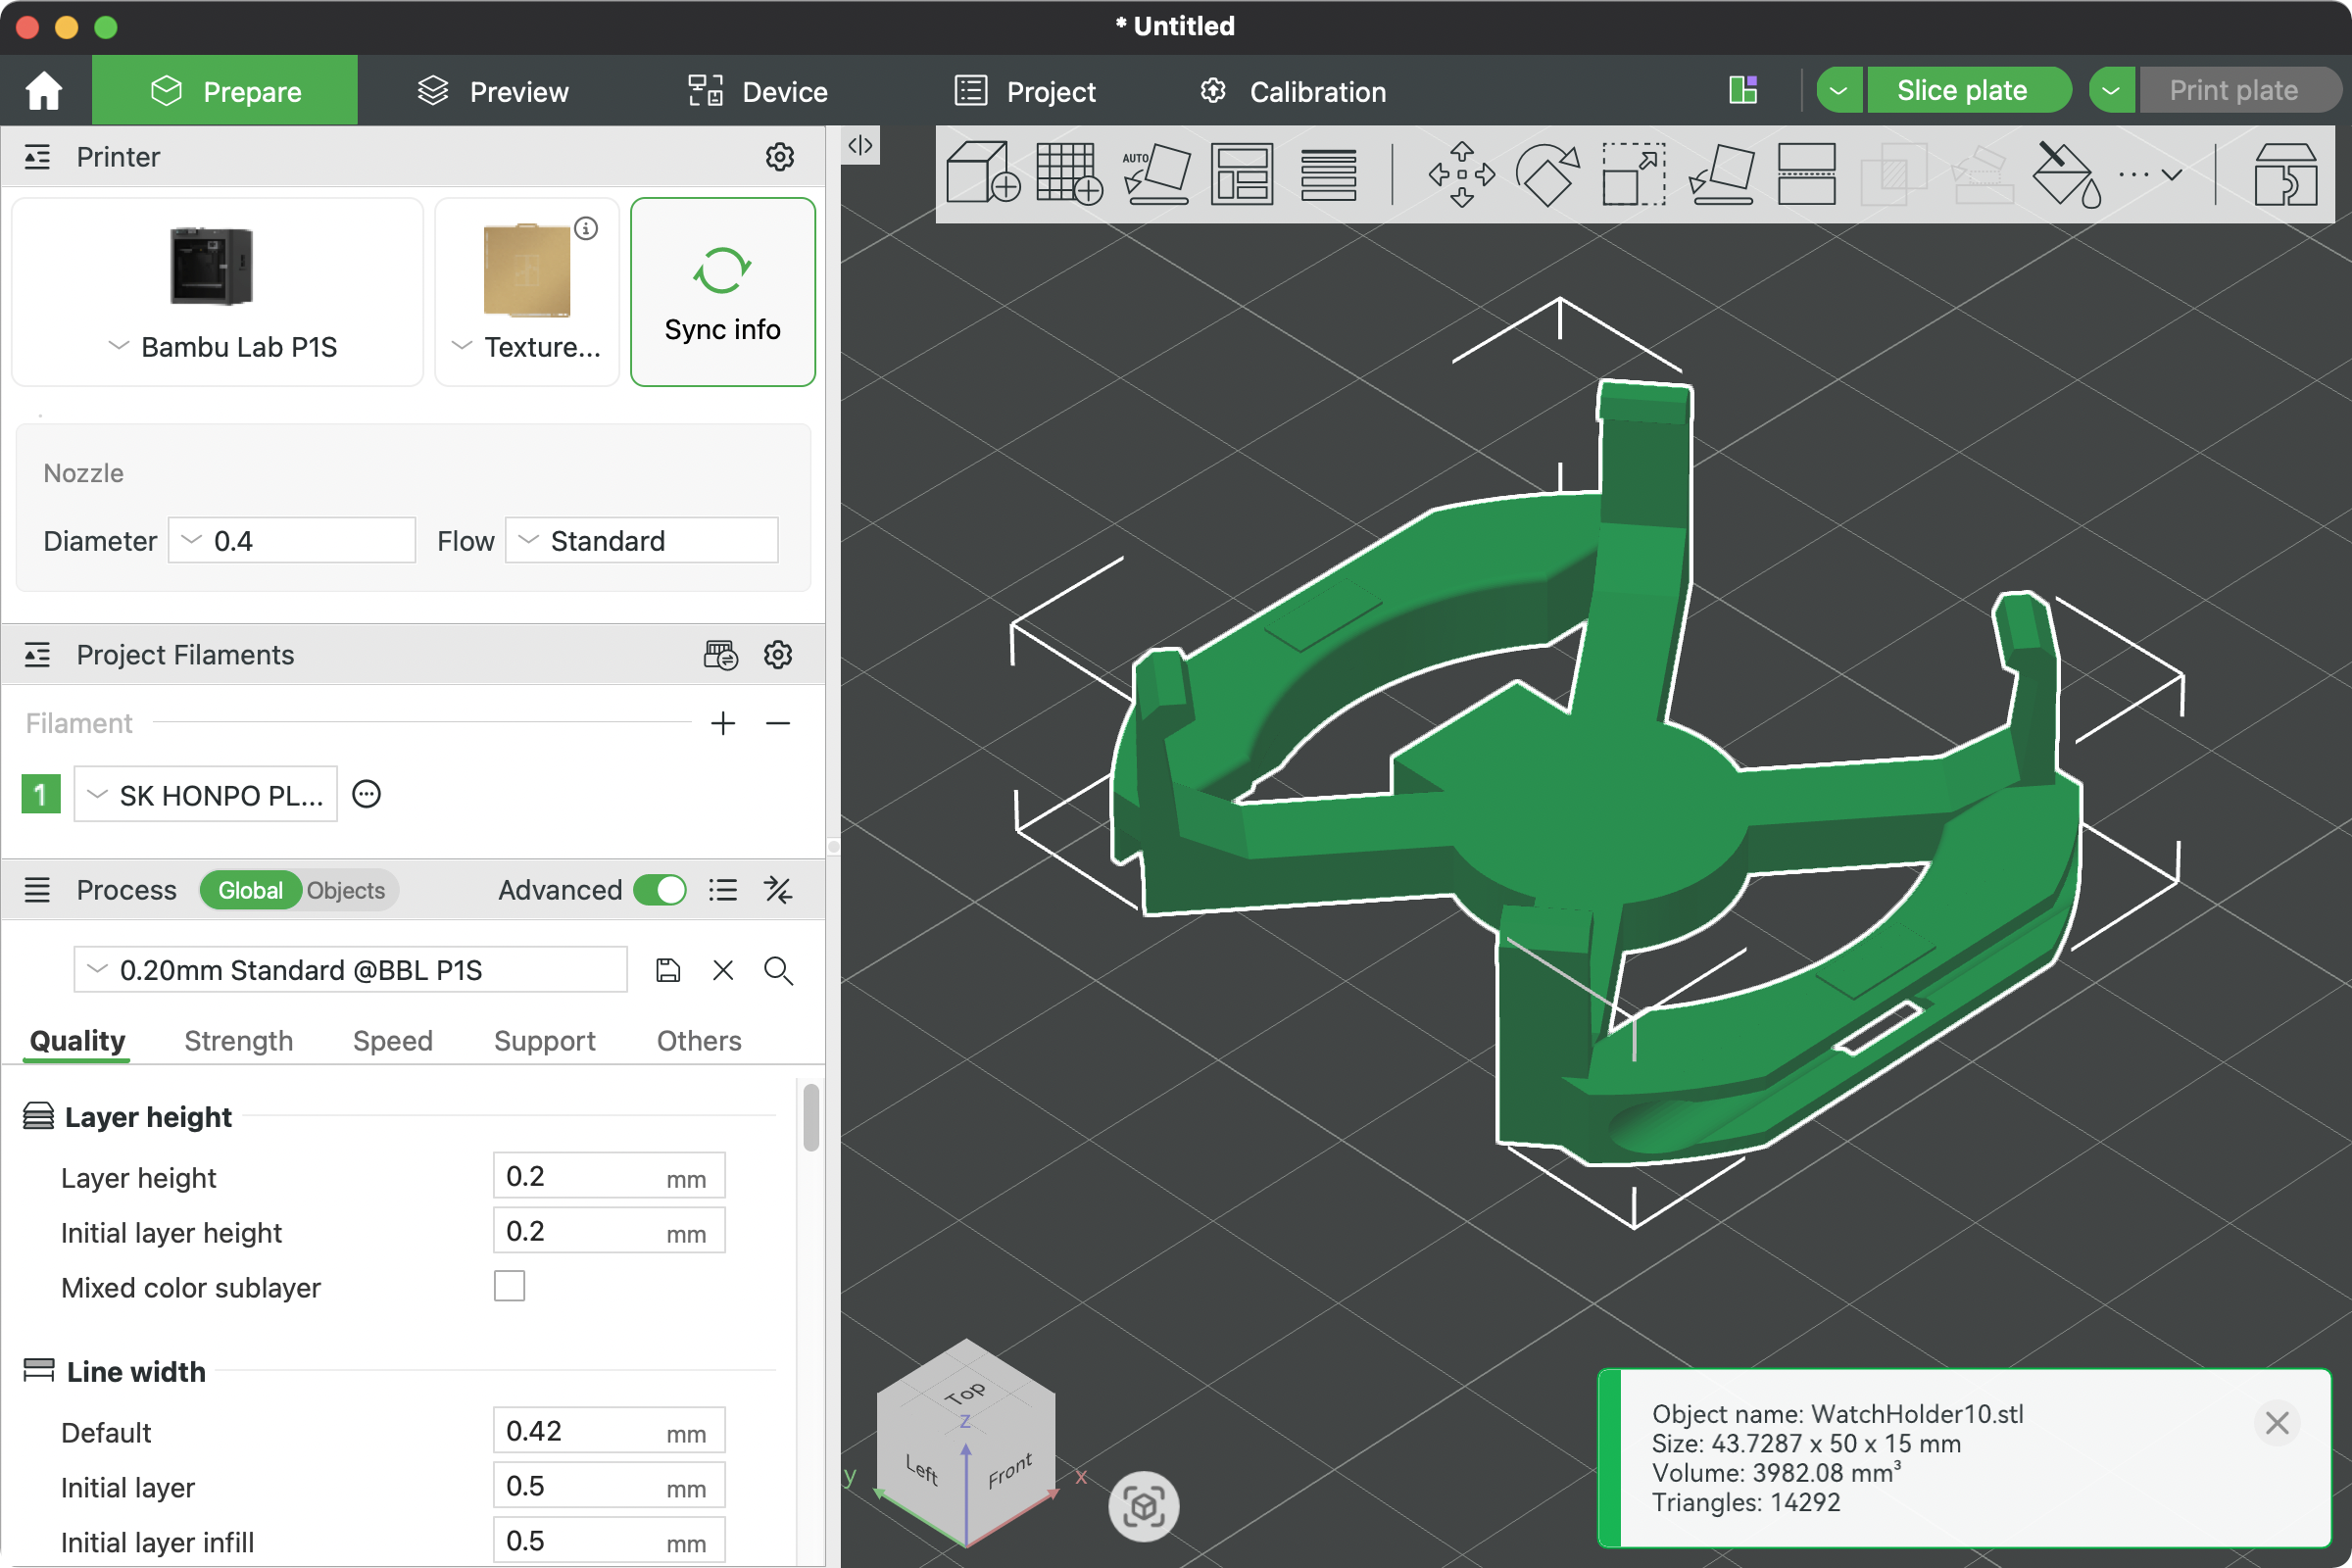 * Untitled
Prepare
Preview
Device
Project
Calibration
Slice plate
Print plate
Printer
AUTO
Bambu Lab P1S
Texture...
Sync info
Nozzle
Diameter 0.4 Flow Standard
Project Filaments
Filament
1 SK HONPO PL...
Process Global Objects Advanced
0.20mm Standard @BBL P1S
Quality Strength Speed Support Others
Layer height
Layer height 0.2 mm
Initial layer height 0.2 mm
Mixed color sublayer
Line width
Default 0.42 mm
Initial layer 0.5 mm
Initial layer infill 0.5 mm
Top
z
Left
Front
y
x
Object name: WatchHolder10.stl
Size: 43.7287 x 50 x 15 mm
Volume: 3982.08 mm³
Triangles: 14292